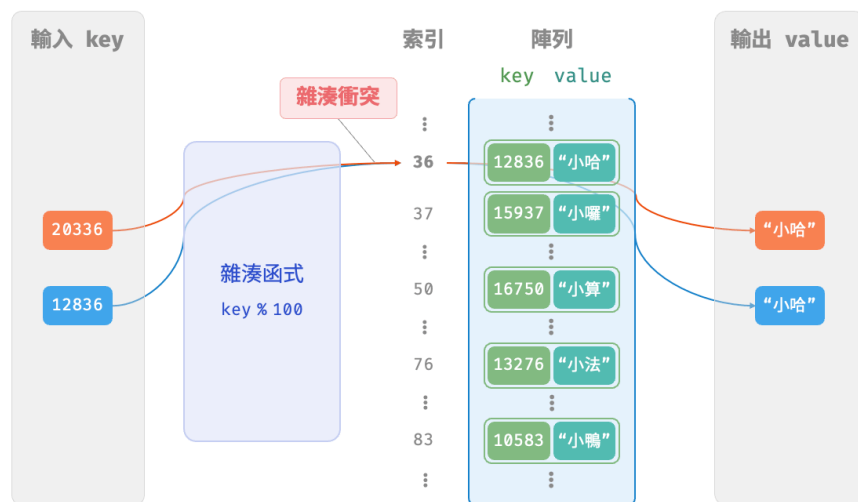 輸入 key
索引
陣列
輸出 value
key value
雜湊衝突
36
12836 “小哈”
37
15937 “小囉”
20336
“小哈”
雜湊函式
key % 100
50
16750 “小算”
12836
“小哈”
76
13276 “小法”
83
10583 “小鴨”